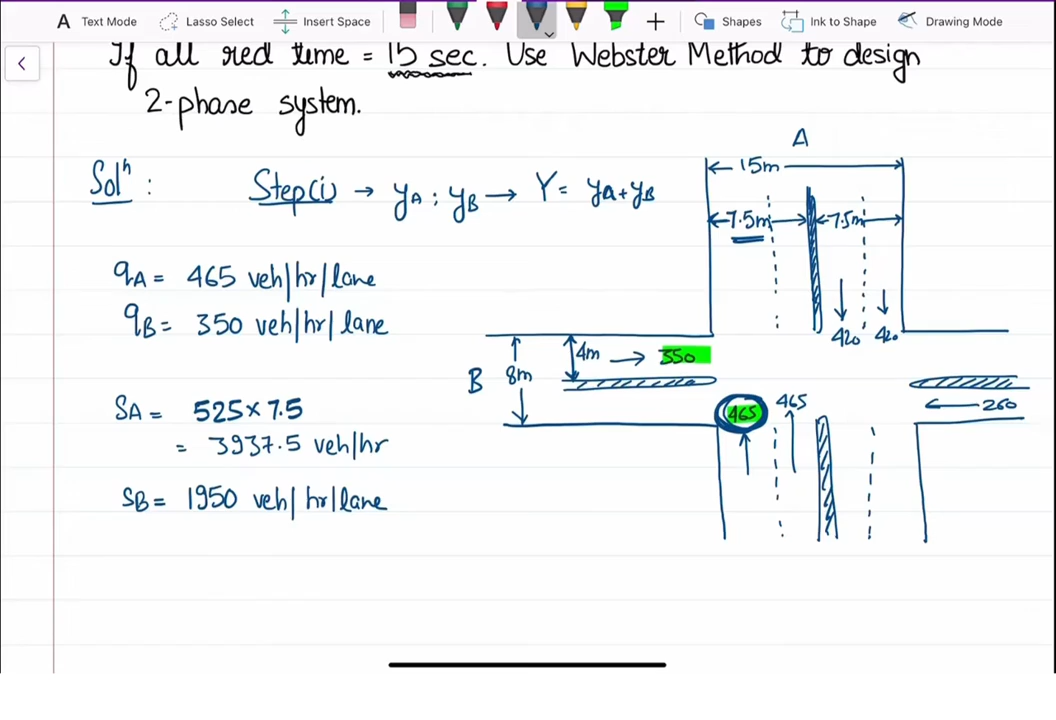 A Text Mode Lasso Select Insert Space Shapes Ink to Shape Drawing Mode
If all red time = 15 sec. Use Webster Method to design
2-phase system.
Solⁿ : Step(i) → yA ; yB → Y = yA+yB
A
15m
7.5m 7.5m
qA = 465 veh/hr/lane
qB = 350 veh/hr/lane
420 420
4m → 350
B 8m
SA = 525 × 7.5
= 3937.5 veh/hr
465 465 ← 260
SB = 1950 veh/hr/lane